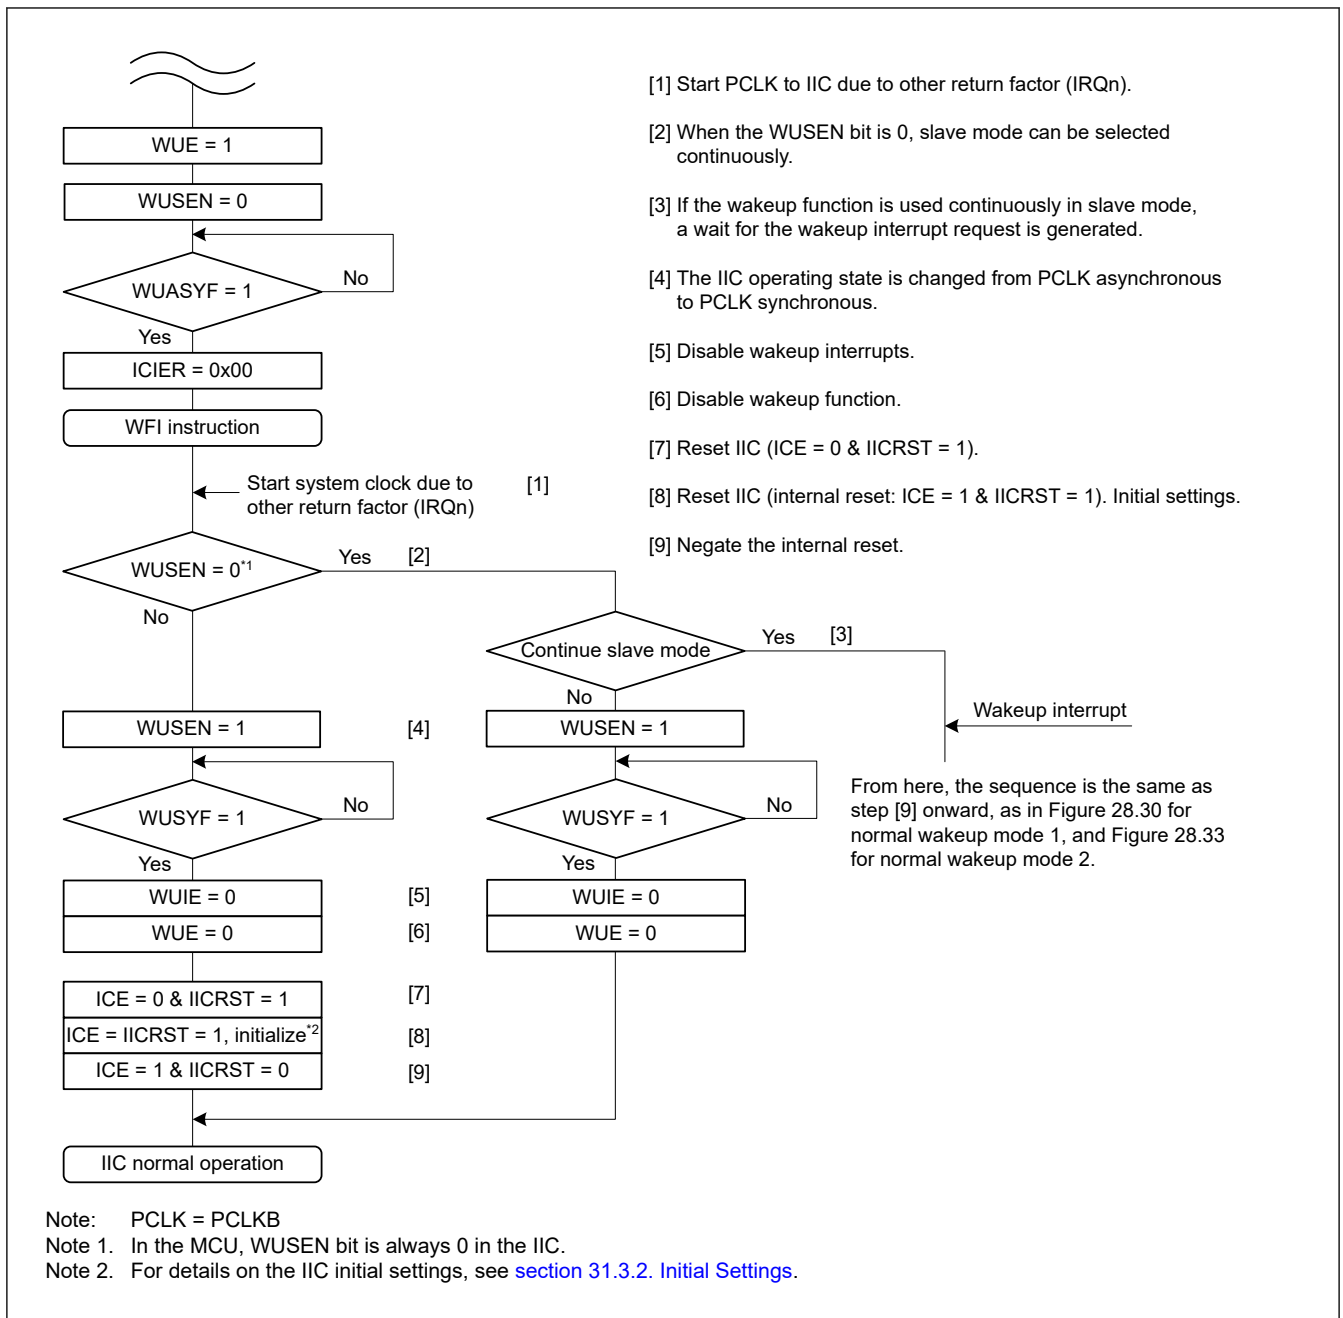 WUE = 1
WUSEN = 0
WUASYF = 1
No
Yes
ICIER = 0x00
WFI instruction
Start system clock due to
other return factor (IRQn)
[1]
WUSEN = 0*1
Yes [2]
No
Continue slave mode
Yes [3]
No
Wakeup interrupt
WUSEN = 1
[4]
WUSEN = 1
WUSYF = 1
No
Yes
WUSYF = 1
No
Yes
From here, the sequence is the same as
step [9] onward, as in Figure 28.30 for
normal wakeup mode 1, and Figure 28.33
for normal wakeup mode 2.
WUIE = 0
[5]
WUIE = 0
WUE = 0
[6]
WUE = 0
ICE = 0 & IICRST = 1
[7]
ICE = IICRST = 1, initialize*2
[8]
ICE = 1 & IICRST = 0
[9]
IIC normal operation
[1] Start PCLK to IIC due to other return factor (IRQn).
[2] When the WUSEN bit is 0, slave mode can be selected
continuously.
[3] If the wakeup function is used continuously in slave mode,
a wait for the wakeup interrupt request is generated.
[4] The IIC operating state is changed from PCLK asynchronous
to PCLK synchronous.
[5] Disable wakeup interrupts.
[6] Disable wakeup function.
[7] Reset IIC (ICE = 0 & IICRST = 1).
[8] Reset IIC (internal reset: ICE = 1 & IICRST = 1). Initial settings.
[9] Negate the internal reset.
Note: PCLK = PCLKB
Note 1. In the MCU, WUSEN bit is always 0 in the IIC.
Note 2. For details on the IIC initial settings, see section 31.3.2. Initial Settings.